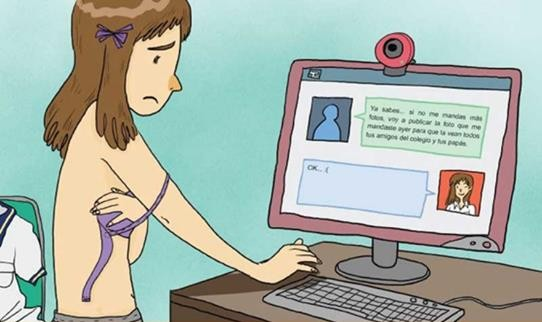 Ya sabes... si no me mandas más
fotos, voy a publicar la foto que me
mandaste ayer para que la vean todos
tus amigos del colegio y tus papás.
OK... :(